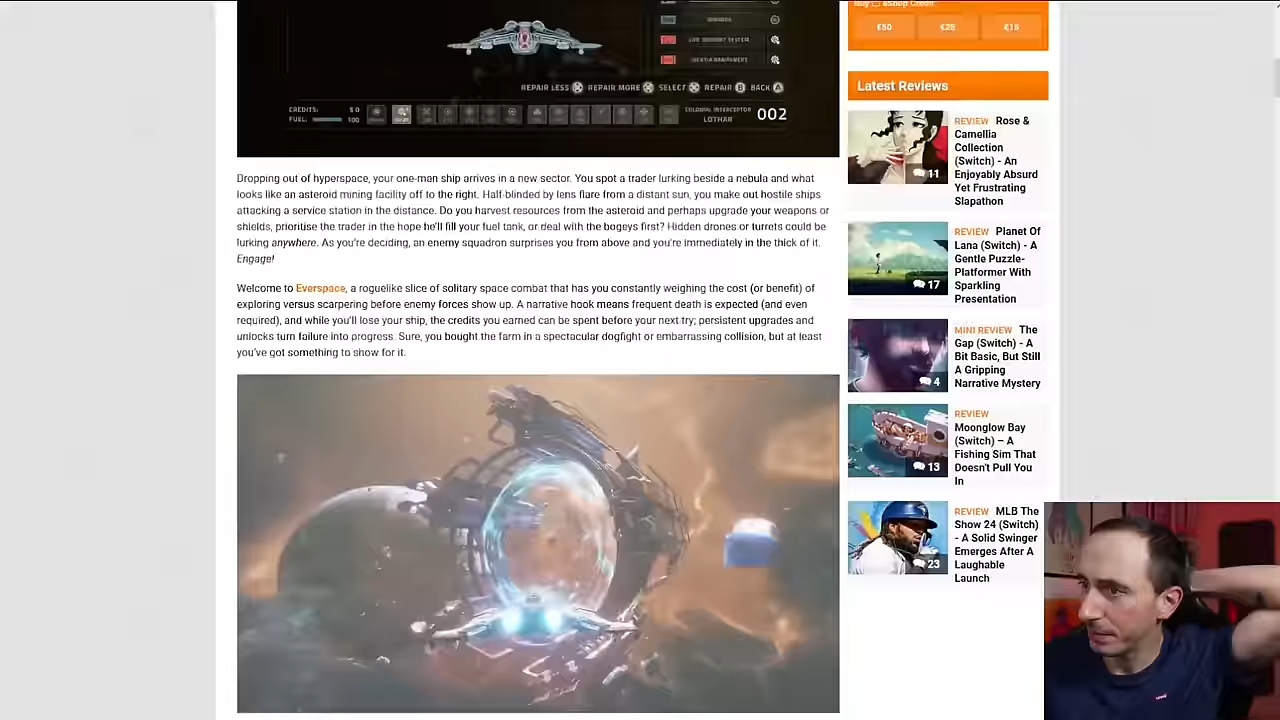 Buy eShop Credit:
€50
€25
€15
REWARDS
REPAIR LESS REPAIR MORE SELECT REPAIR B BACK A
CREDITS: 50
FUEL: 100
COLONIAL INTERCEPTOR
LOTHAR
002
Dropping out of hyperspace, your one-man ship arrives in a new sector. You spot a trader lurking beside a nebula and what
looks like an asteroid mining facility off to the right. Half-blinded by lens flare from a distant sun, you make out hostile ships
attacking a service station in the distance. Do you harvest resources from the asteroid and perhaps upgrade your weapons or
shields, prioritise the trader in the hope he'll fill your fuel tank, or deal with the bogeys first? Hidden drones or turrets could be
lurking anywhere. As you're deciding, an enemy squadron surprises you from above and you're immediately in the thick of it.
Engage!
Welcome to Everspace, a roguelike slice of solitary space combat that has you constantly weighing the cost (or benefit) of
exploring versus scarpering before enemy forces show up. A narrative hook means frequent death is expected (and even
required), and while you'll lose your ship, the credits you earned can be spent before your next try; persistent upgrades and
unlocks turn failure into progress. Sure, you bought the farm in a spectacular dogfight or embarrassing collision, but at least
you've got something to show for it.
Latest Reviews
11
REVIEW Rose &
Camellia
Collection
(Switch) - An
Enjoyably Absurd
Yet Frustrating
Slapathon
17
REVIEW Planet Of
Lana (Switch) - A
Gentle Puzzle-
Platformer With
Sparkling
Presentation
4
MINI REVIEW The
Gap (Switch) - A
Bit Basic, But Still
A Gripping
Narrative Mystery
13
REVIEW
Moonglow Bay
(Switch) – A
Fishing Sim That
Doesn't Pull You
In
23
REVIEW MLB The
Show 24 (Switch)
- A Solid Swinger
Emerges After A
Laughable
Launch